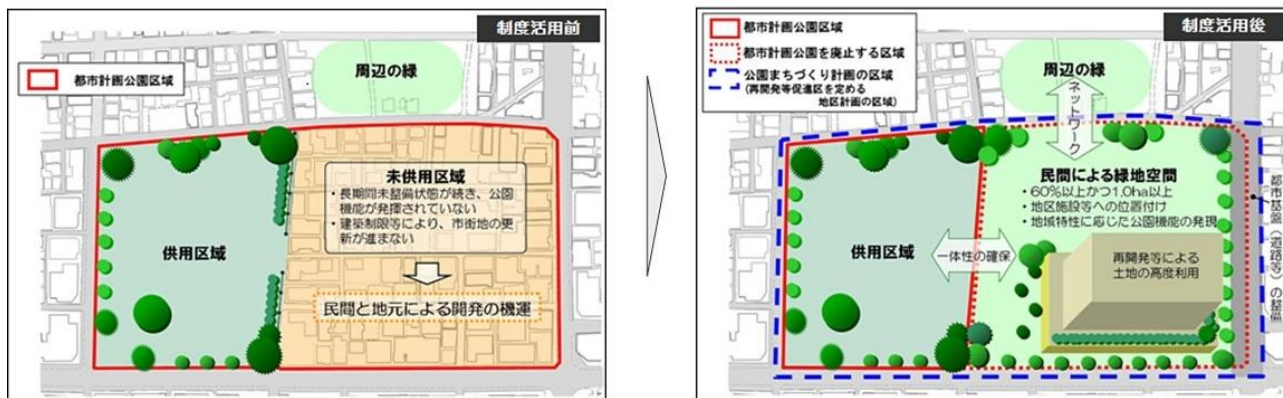 制度活用前
都市計画公園区域
周辺の緑
未供用区域
・長期間未整備状態が続き、公園
機能が発揮されていない
・建築制限等により、市街地の更
新が進まない
供用区域
民間と地元による開発の機運
制度活用後
都市計画公園区域
都市計画公園を廃止する区域
公園まちづくり計画の区域
(再開発等促進区を定める
地区計画の区域)
周辺の緑
ネットワーク
民間による緑地空間
・60%以上かつ1.0ha以上
・地区施設等への位置付け
・地域特性に応じた公園機能の発現
供用区域
一体性の確保
再開発等による
土地の高度利用
都市基盤(道路等)の整備